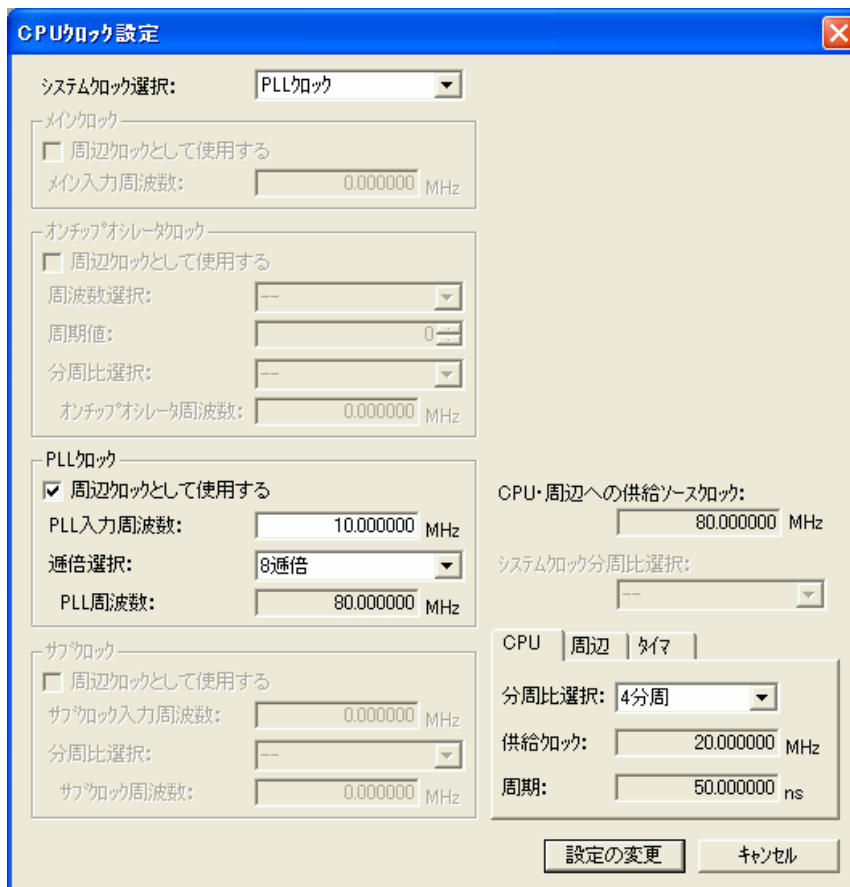 CPUクロック設定
システムクロック選択: PLLクロック
メインクロック
周辺クロックとして使用する
メイン入力周波数: 0.000000 MHz
オンチップオシレータクロック
周辺クロックとして使用する
周波数選択: --
周期値: 0
分周比選択: --
オンチップオシレータ周波数: 0.000000 MHz
PLLクロック
周辺クロックとして使用する
PLL入力周波数: 10.000000 MHz
逓倍選択: 8逓倍
PLL周波数: 80.000000 MHz
サブクロック
周辺クロックとして使用する
サブクロック入力周波数: 0.000000 MHz
分周比選択: --
サブクロック周波数: 0.000000 MHz
CPU・周辺への供給ソースクロック:
80.000000 MHz
システムクロック分周比選択:
--
CPU 周辺 タイマ
分周比選択: 4分周
供給クロック: 20.000000 MHz
周期: 50.000000 ns
設定の変更 キャンセル